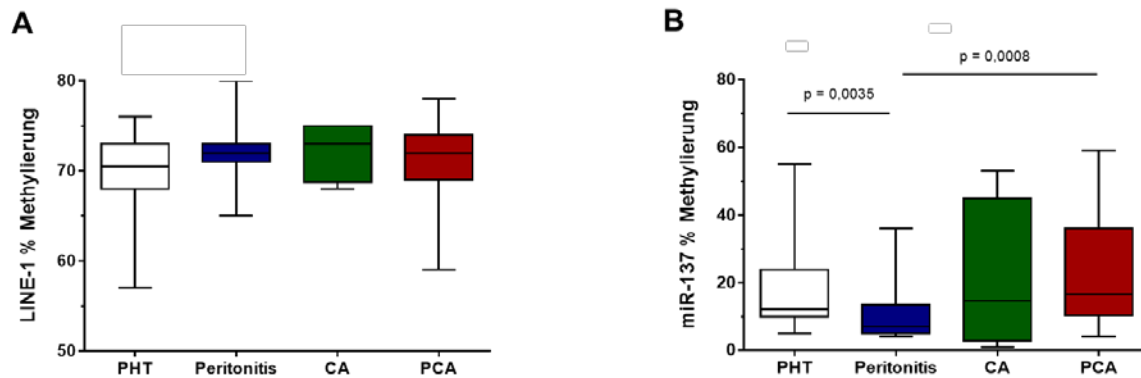 A
LINE-1 % Methylierung
80
70
60
50
PHT Peritonitis CA PCA
B
p = 0,0008
p = 0,0035
miR-137 % Methylierung
80
60
40
20
0
PHT Peritonitis CA PCA